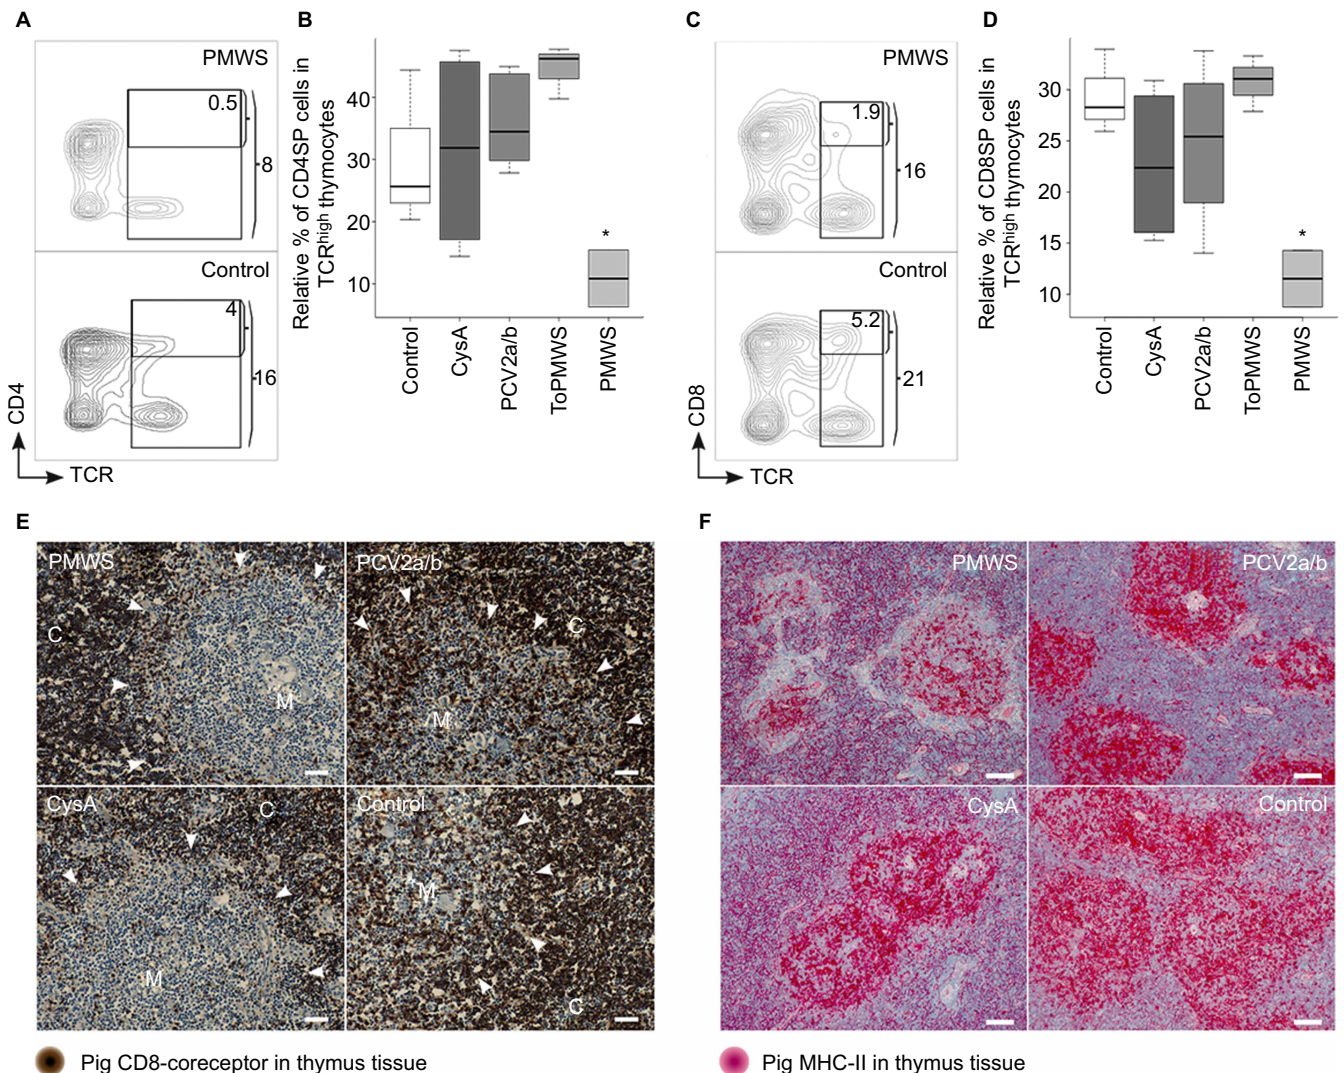 A
PMWS
0.5
8
Control
4
16
CD4
TCR
B
Relative % of CD4SP cells in
TCRhigh thymocytes
40
30
20
10
*
Control
CysA
PCV2a/b
ToPMWS
PMWS
C
PMWS
1.9
16
Control
5.2
21
CD8
TCR
D
Relative % of CD8SP cells in
TCRhigh thymocytes
30
25
20
15
10
*
Control
CysA
PCV2a/b
ToPMWS
PMWS
E
PMWS
C
M
PCV2a/b
C
M
CysA
C
M
Control
*M
C
Pig CD8-coreceptor in thymus tissue
F
PMWS
PCV2a/b
CysA
Control
Pig MHC-II in thymus tissue